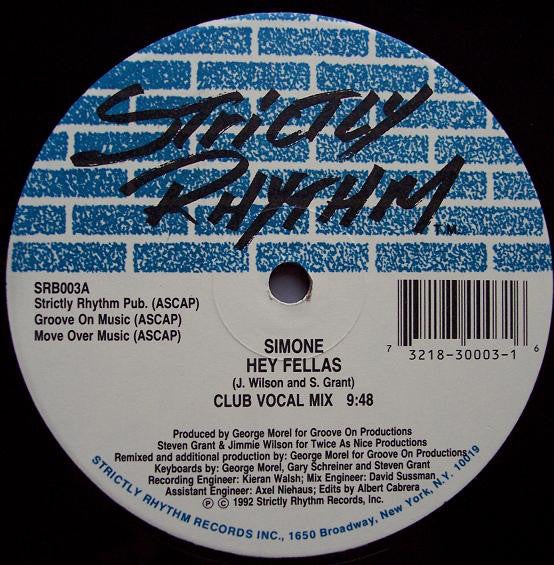 STRICTLY
RHYTHM
T.M.
SRB003A
Strictly Rhythm Pub. (ASCAP)
Groove On Music (ASCAP)
Move Over Music (ASCAP)
7 3218-30003-1 6
SIMONE
HEY FELLAS
(J. Wilson and S. Grant)
CLUB VOCAL MIX 9:48
Produced by George Morel for Groove On Productions
Steven Grant & Jimmie Wilson for Twice As Nice Productions
Remixed and additional production by: George Morel for Groove On Productions
Keyboards by: George Morel, Gary Schreiner and Steven Grant
Recording Engineer: Kieran Walsh; Mix Engineer: David Sussman
Assistant Engineer: Axel Niehaus; Edits by Albert Cabrera
Ⓟ © 1992 Strictly Rhythm Records, Inc.
STRICTLY RHYTHM RECORDS INC., 1650 Broadway, New York, N.Y. 10019